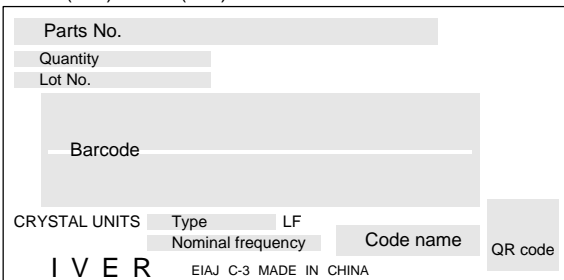 Parts No.
Quantity
Lot No.
Barcode
CRYSTAL UNITS Type LF
Nominal frequency Code name QR code
I V E R EIAJ C-3 MADE IN CHINA